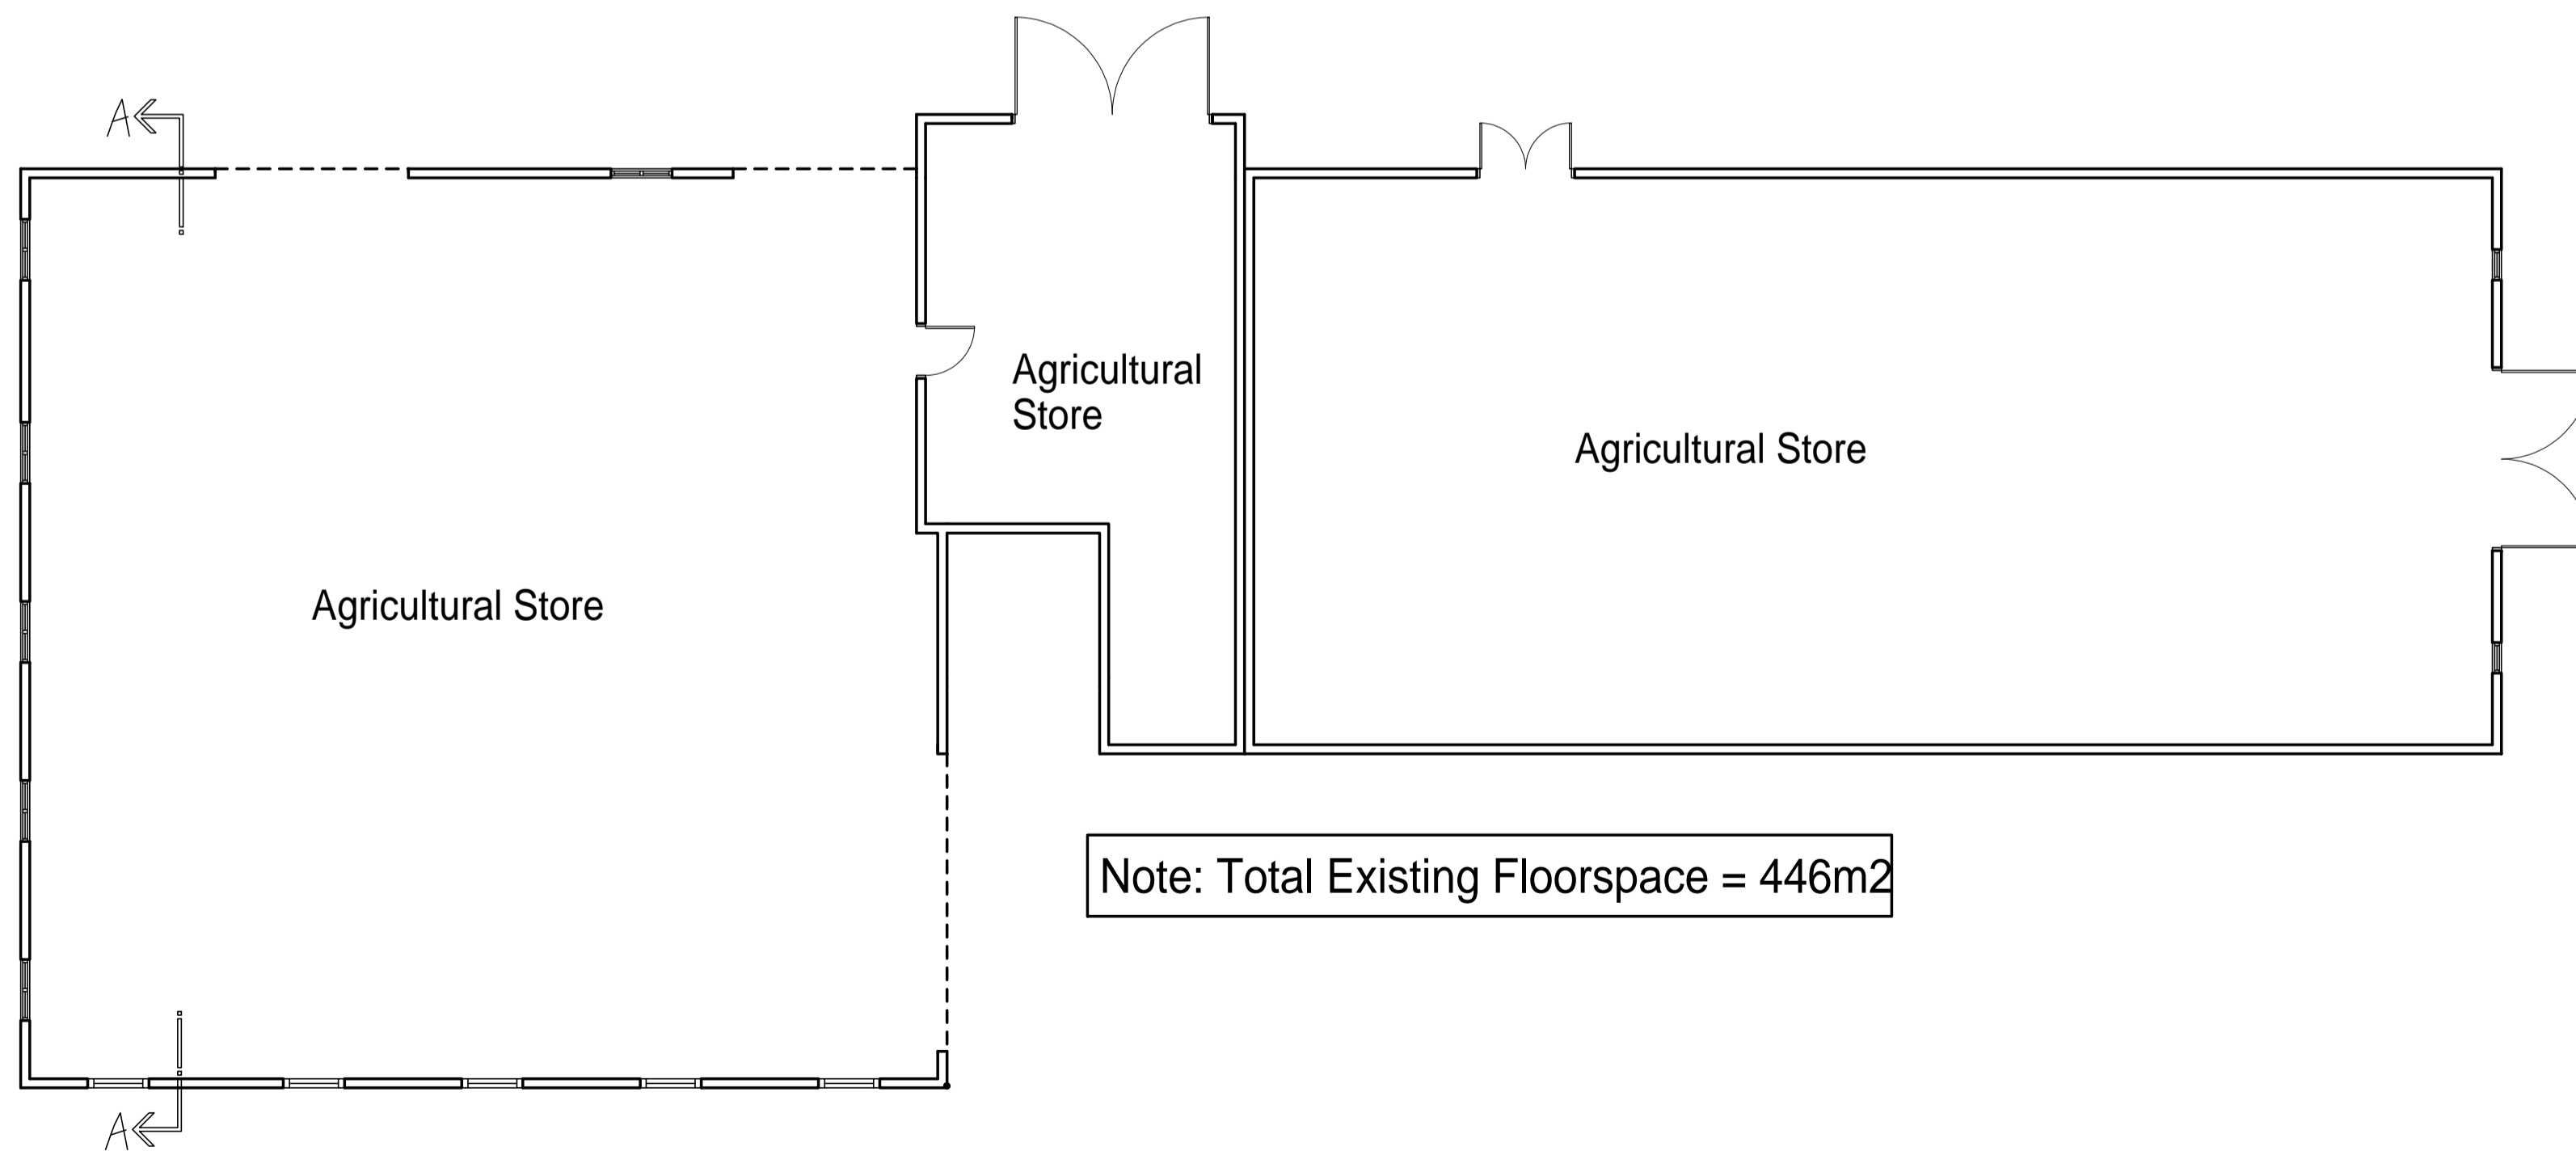 A
Agricultural
Store
Agricultural Store
Agricultural Store
Note: Total Existing Floorspace = 446m2
A